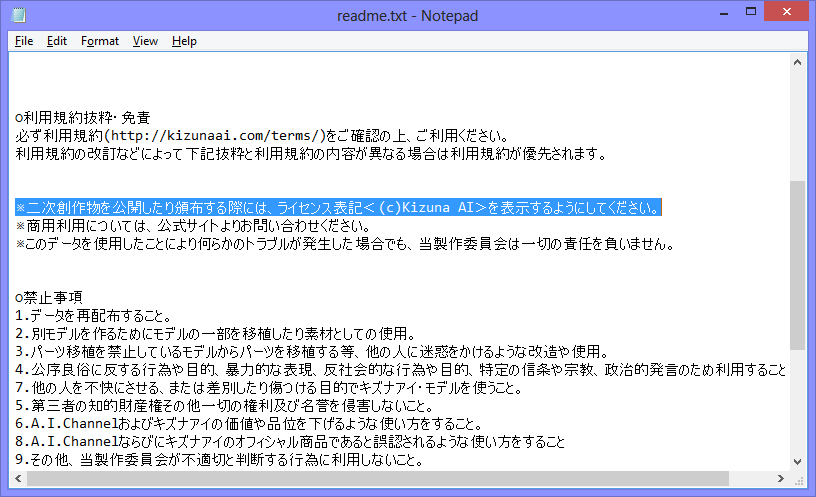 readme.txt - Notepad
File Edit Format View Help
○利用規約抜粋・免責
必ず利用規約(http://kizunaai.com/terms/)をご確認の上、ご利用ください。
利用規約の改訂などによって下記抜粋と利用規約の内容が異なる場合は利用規約が優先されます。
※二次創作物を公開したり頒布する際には、ライセンス表記＜(c)Kizuna AI＞を表示するようにしてください。
※商用利用については、公式サイトよりお問い合わせください。
※このデータを使用したことにより何らかのトラブルが発生した場合でも、当製作委員会は一切の責任を負いません。
○禁止事項
1.データを再配布すること。
2.別モデルを作るためにモデルの一部を移植したり素材としての使用。
3.パーツ移植を禁止しているモデルからパーツを移植する等、他の人に迷惑をかけるような改造や使用。
4.公序良俗に反する行為や目的、暴力的な表現、反社会的な行為や目的、特定の信条や宗教、政治的発言のため利用すること
7.他の人を不快にさせる、または差別したり傷つける目的でキズナアイ・モデルを使うこと。
5.第三者の知的財産権その他一切の権利及び名誉を侵害しないこと。
6.A.I.Channelおよびキズナアイの価値や品位を下げるような使い方をすること。
8.A.I.Channelならびにキズナアイのオフィシャル商品であると誤認されるような使い方をすること
9.その他、当製作委員会が不適切と判断する行為に利用しないこと。